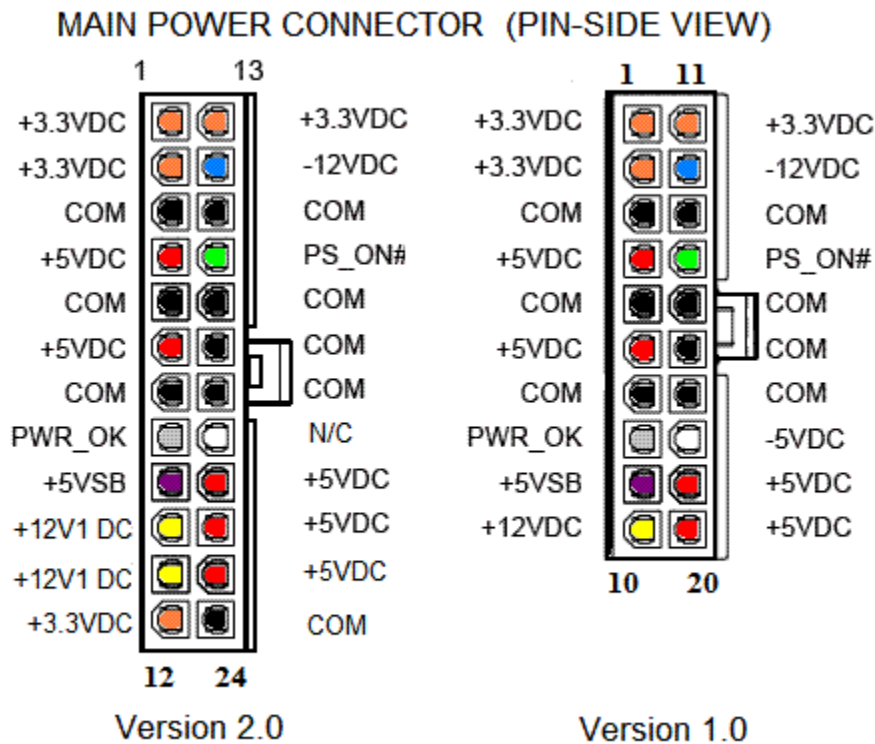 MAIN POWER CONNECTOR (PIN-SIDE VIEW)
1 13
+3.3VDC +3.3VDC
+3.3VDC -12VDC
COM COM
+5VDC PS_ON#
COM COM
+5VDC COM
COM COM
PWR_OK N/C
+5VSB +5VDC
+12V1 DC +5VDC
+12V1 DC +5VDC
+3.3VDC COM
12 24
Version 2.0
1 11
+3.3VDC +3.3VDC
+3.3VDC -12VDC
COM COM
+5VDC PS_ON#
COM COM
+5VDC COM
COM COM
PWR_OK -5VDC
+5VSB +5VDC
+12VDC +5VDC
10 20
Version 1.0